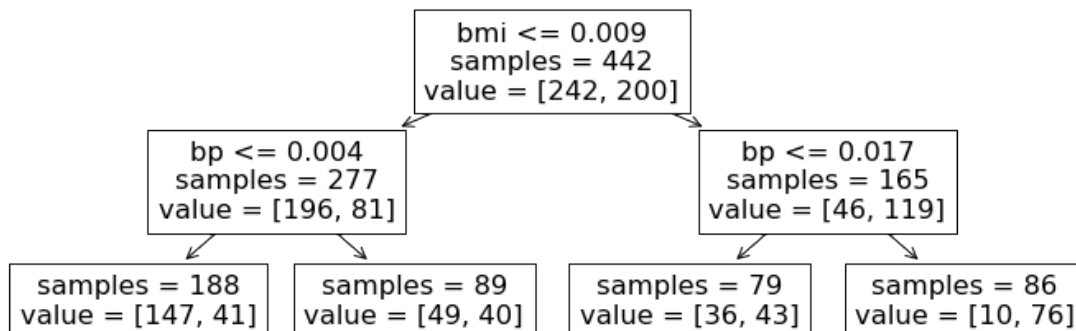 bmi <= 0.009
samples = 442
value = [242, 200]
bp <= 0.004
samples = 277
value = [196, 81]
bp <= 0.017
samples = 165
value = [46, 119]
samples = 188
value = [147, 41]
samples = 89
value = [49, 40]
samples = 79
value = [36, 43]
samples = 86
value = [10, 76]